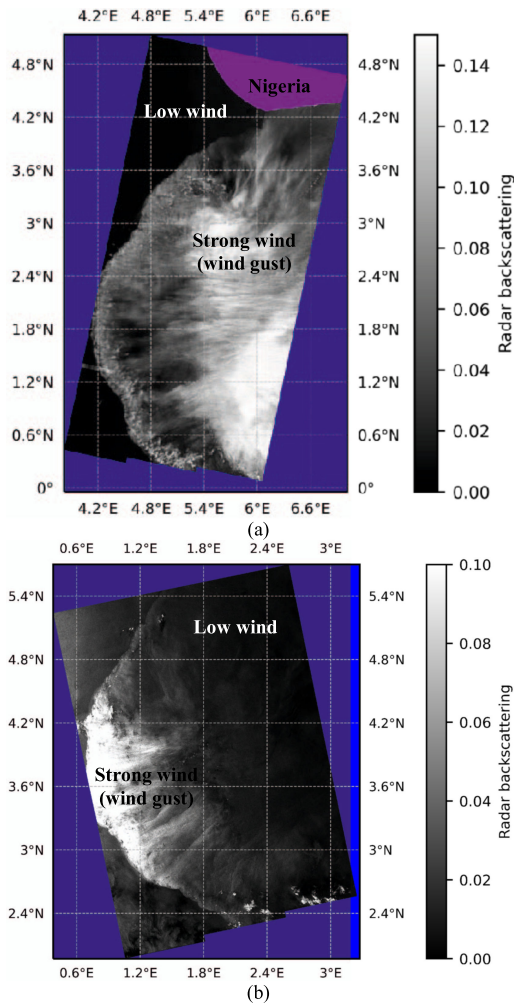 4.2°E 4.8°E 5.4°E 6°E 6.6°E
4.8°N Nigeria 4.8°N 0.14
Low wind
4.2°N 4.2°N 0.12
3.6°N 3.6°N
0.10
3°N 3°N
Strong wind
(wind gust)
0.08
2.4°N 2.4°N
0.06
1.8°N 1.8°N
0.04
1.2°N 1.2°N
0.02
0.6°N 0.6°N
0° 0° 0.00
Radar backscattering
4.2°E 4.8°E 5.4°E 6°E 6.6°E
(a)
0.6°E 1.2°E 1.8°E 2.4°E 3°E
0.10
5.4°N 5.4°N
Low wind
4.8°N 4.8°N 0.08
4.2°N 4.2°N
0.06
Strong wind
(wind gust)
3.6°N 3.6°N
0.04
3°N 3°N
0.02
2.4°N 2.4°N
0.00
Radar backscattering
0.6°E 1.2°E 1.8°E 2.4°E 3°E
(b)